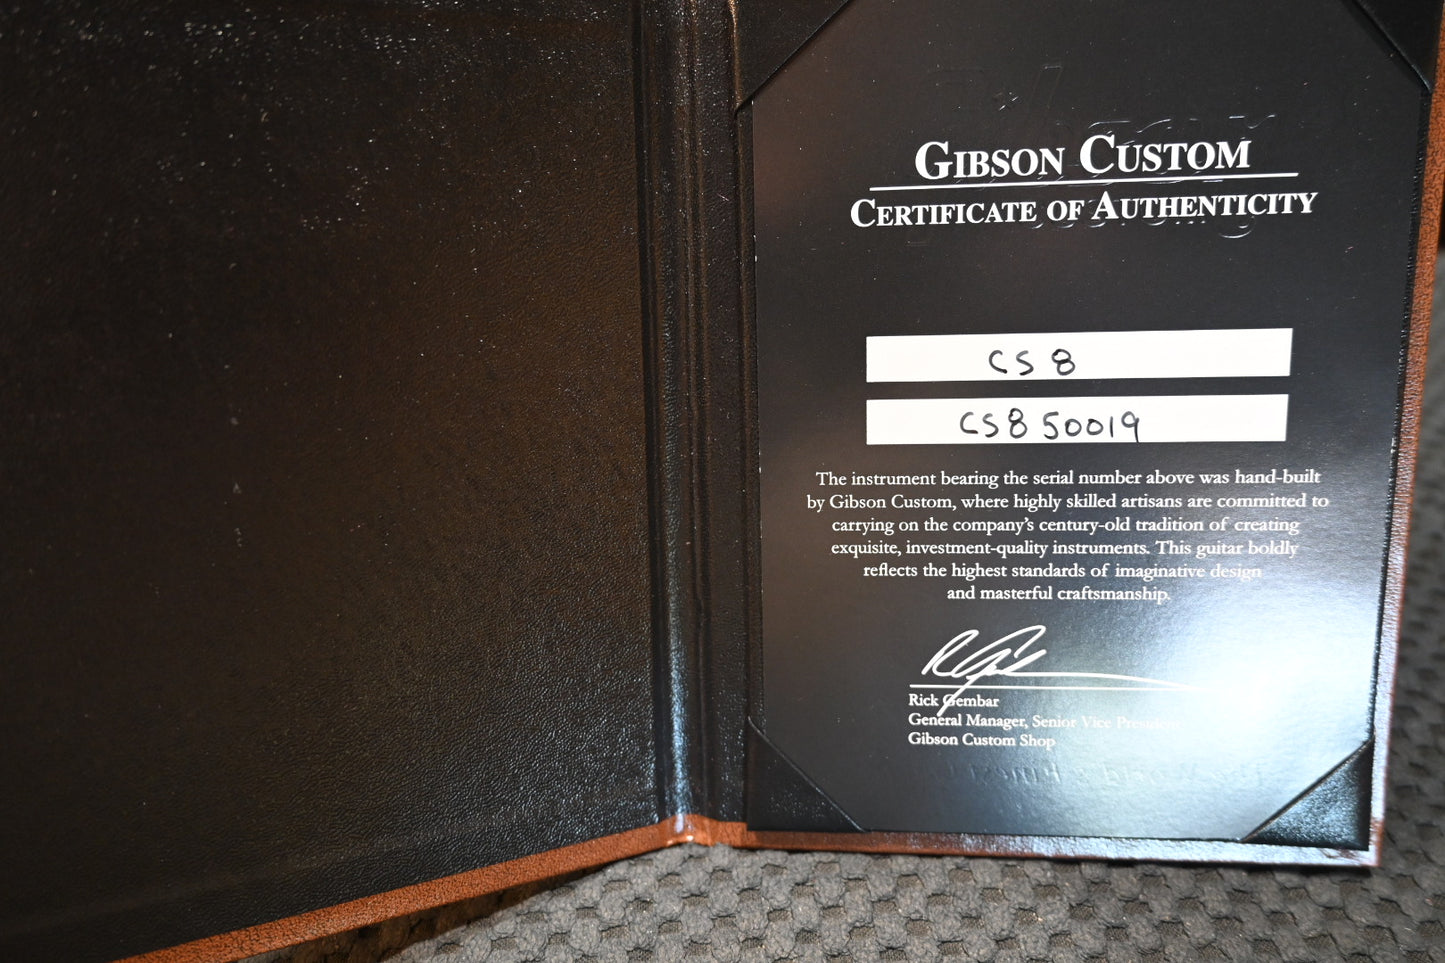 GIBSON CUSTOM
CERTIFICATE OF AUTHENTICITY
CS 8
CS8 50019
The instrument bearing the serial number above was hand-built
by Gibson Custom, where highly skilled artisans are committed to
carrying on the company's century-old tradition of creating
exquisite, investment-quality instruments. This guitar boldly
reflects the highest standards of imaginative design
and masterful craftsmanship.
Rick Gembar
General Manager, Senior Vice President
Gibson Custom Shop